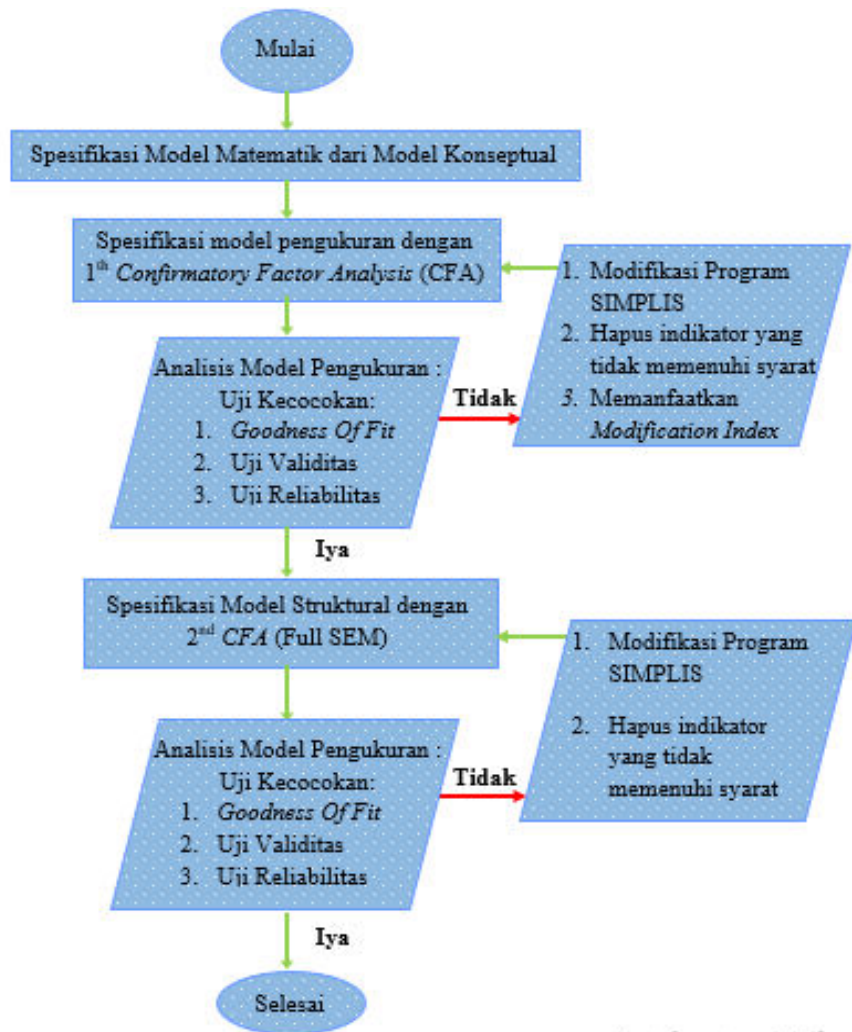 Mulai
Spesifikasi Model Matematik dari Model Konseptual
Spesifikasi model pengukuran dengan
1th Confirmatory Factor Analysis (CFA)
1. Modifikasi Program
SIMPLIS
2. Hapus indikator yang
tidak memenuhi syarat
3. Memanfaatkan
Modification Index
Analisis Model Pengukuran :
Uji Kecocokan:
1. Goodness Of Fit
2. Uji Validitas
3. Uji Reliabilitas
Tidak
Iya
Spesifikasi Model Struktural dengan
2nd CFA (Full SEM)
1. Modifikasi Program
SIMPLIS
2. Hapus indikator
yang tidak
memenuhi syarat
Analisis Model Pengukuran :
Uji Kecocokan:
1. Goodness Of Fit
2. Uji Validitas
3. Uji Reliabilitas
Tidak
Iya
Selesai